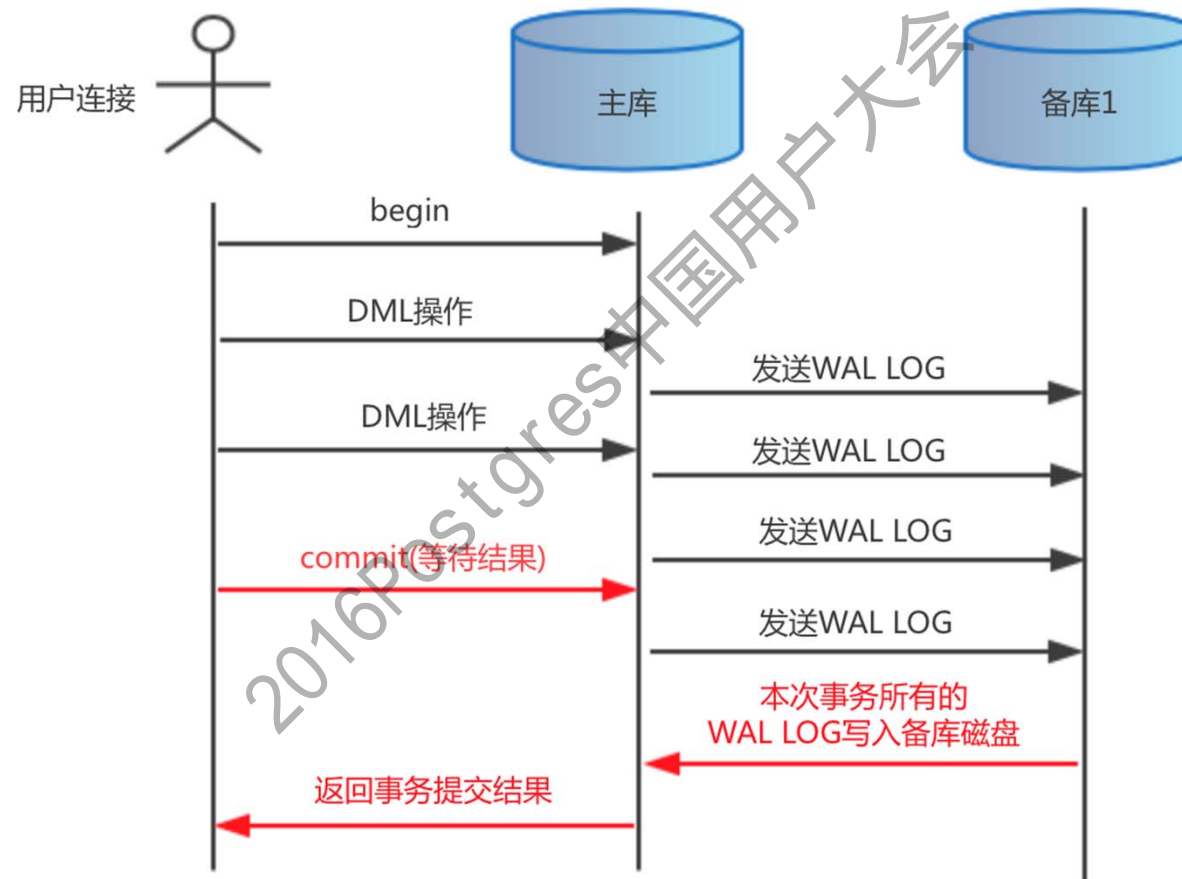 用户连接
主库
备库1
begin
DML操作
发送WAL LOG
DML操作
发送WAL LOG
发送WAL LOG
commit(等待结果)
发送WAL LOG
本次事务所有的
WAL LOG写入备库磁盘
返回事务提交结果
2016Postgres中国用户大会